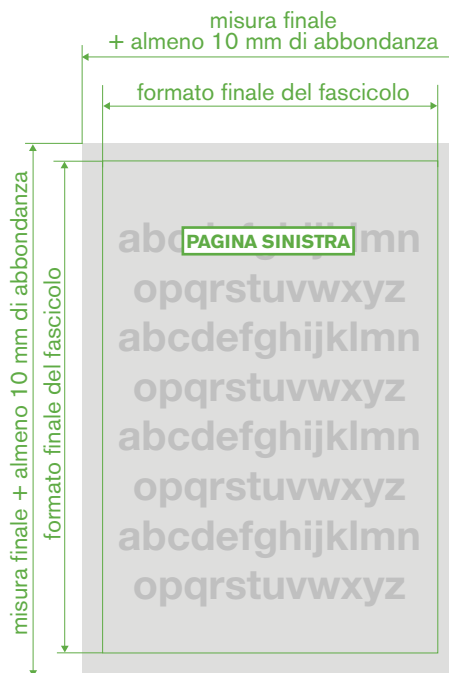 misura finale
+ almeno 10 mm di abbondanza
formato finale del fascicolo
misura finale + almeno 10 mm di abbondanza
formato finale del fascicolo
PAGINA SINISTRA
abcdefghijklmn
opqrstuvwxyz
abcdefghijklmn
opqrstuvwxyz
abcdefghijklmn
opqrstuvwxyz
abcdefghijklmn
opqrstuvwxyz